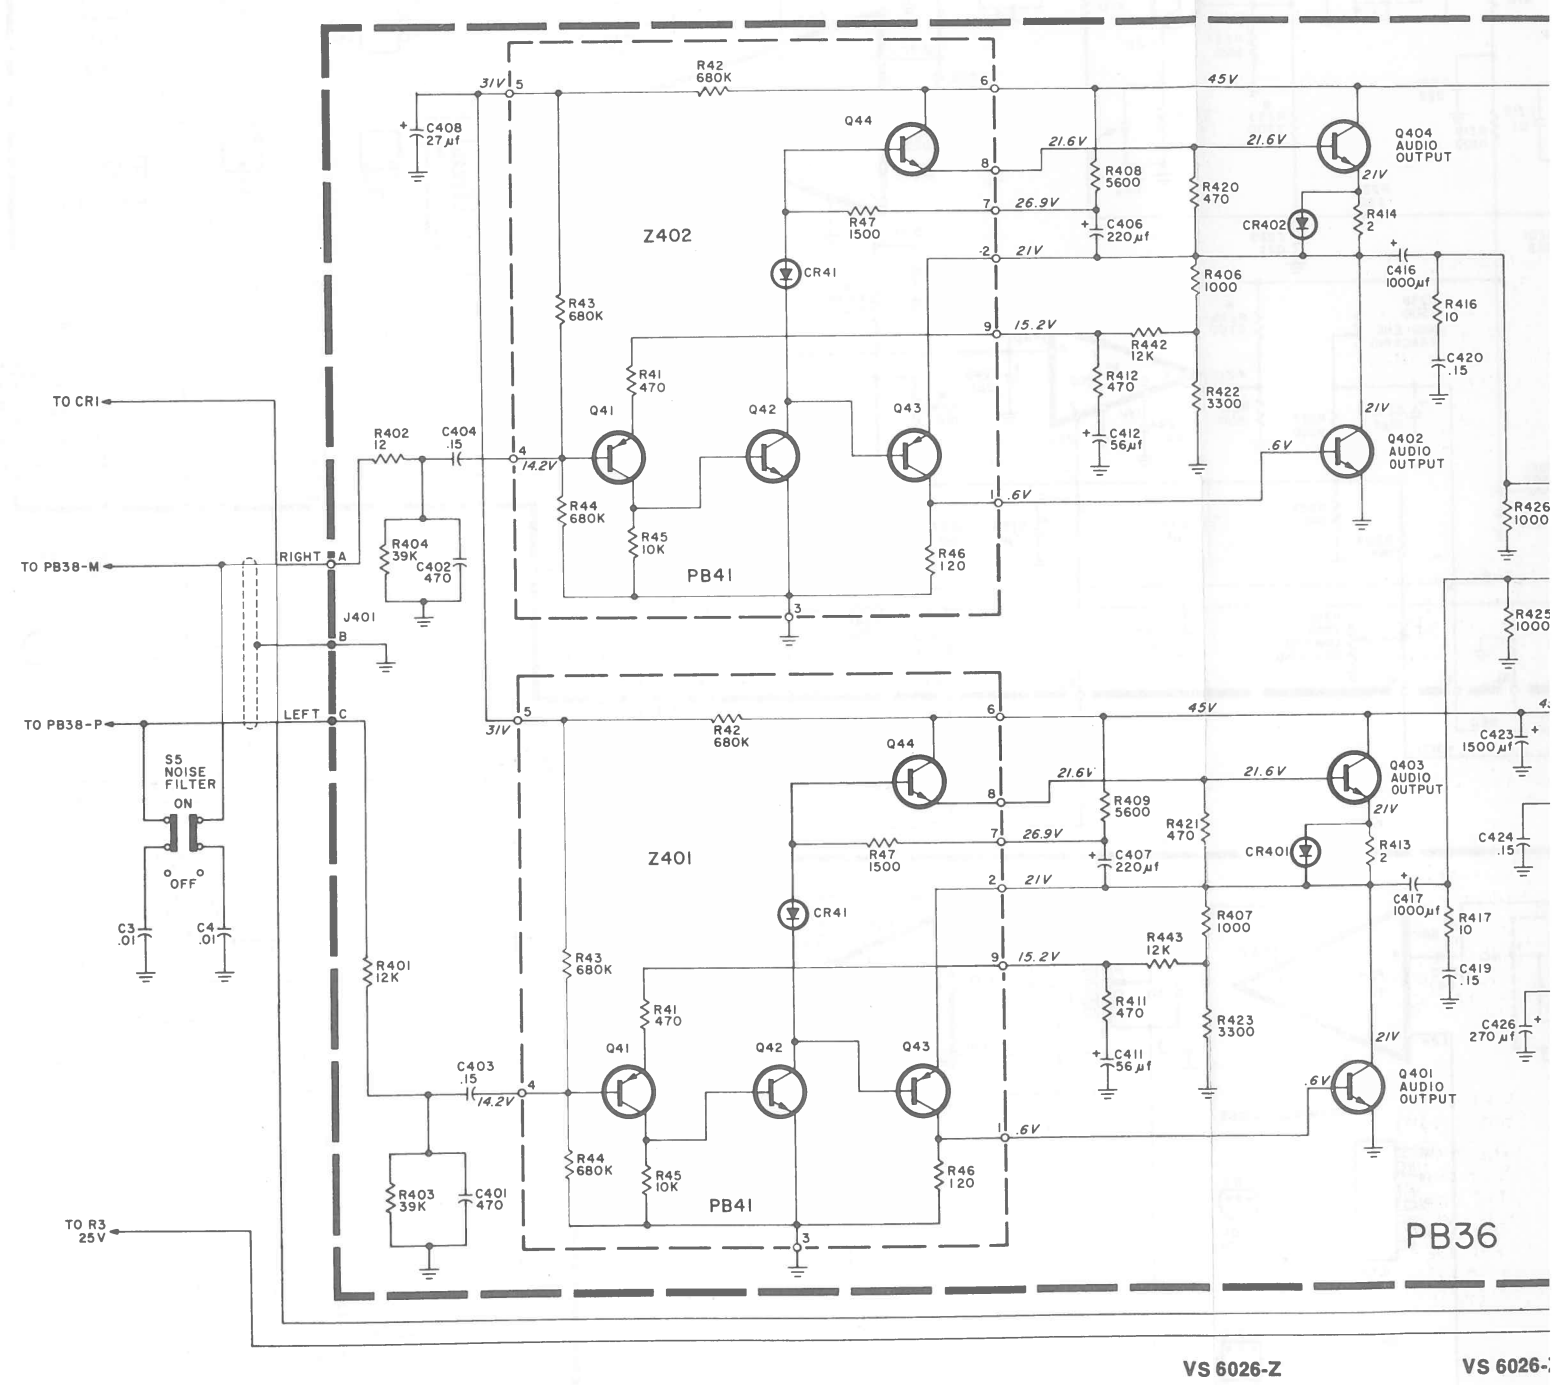 R42
680K
31V
5
6
45V
C408
27µf
+
Q44
8
21.6V
21.6V
Q404
AUDIO
OUTPUT
21V
R408
5600
R420
470
7
26.9V
R47
1500
C406
220µf
+
CR402
R414
2
Z402
2
21V
CR41
R406
1000
+
C416
1000µf
R43
680K
9
15.2V
R442
12K
R416
10
R41
470
R412
470
R422
3300
C420
.15
TO CR1
Q41
Q42
Q43
21V
R402
12
C404
.15
4
14.2V
C412
56µf
+
.6V
Q402
AUDIO
OUTPUT
R44
680K
1
.6V
R426
1000
R404
39K
C402
470
R45
10K
R46
120
RIGHT
A
TO PB38-M
PB41
J401
3
B
R425
1000
LEFT
C
TO PB38-P
5
31V
R42
680K
6
45V
C423
1500µf
+
S5
NOISE
FILTER
ON
OFF
Q44
8
21.6V
21.6V
Q403
AUDIO
OUTPUT
21V
R409
5600
R421
470
Z401
7
26.9V
R47
1500
C407
220µf
+
CR401
R413
2
C424
.15
2
21V
CR41
R407
1000
+
C417
1000µf
R417
10
C3
.01
C4
.01
R401
12K
R43
680K
9
15.2V
R443
12K
C419
.15
R41
470
R411
470
R423
3300
C426
270µf
+
Q41
Q42
Q43
21V
C403
.15
14.2V
4
C411
56µf
+
.6V
Q401
AUDIO
OUTPUT
1
.6V
R44
680K
R45
10K
R46
120
R403
39K
C401
470
PB41
3
TO R3
25V
PB36
VS 6026-Z
VS 6026-